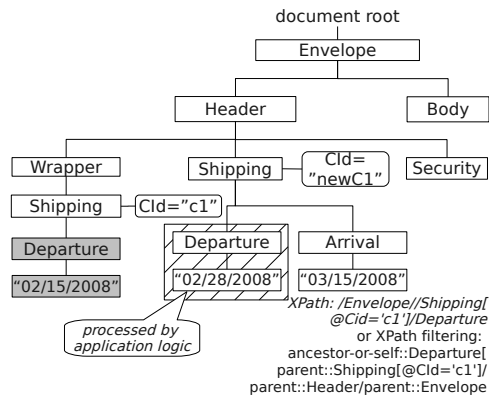 document root
Envelope
Header
Body
Wrapper
Shipping
CId=
”newC1”
Security
Shipping
CId=”c1”
Departure
Departure
Arrival
“02/15/2008”
“02/28/2008”
“03/15/2008”
processed by
application logic
XPath: /Envelope//Shipping[
@Cid='c1']/Departure
or XPath filtering:
ancestor-or-self::Departure[
parent::Shipping[@CId='c1']/
parent::Header/parent::Envelope